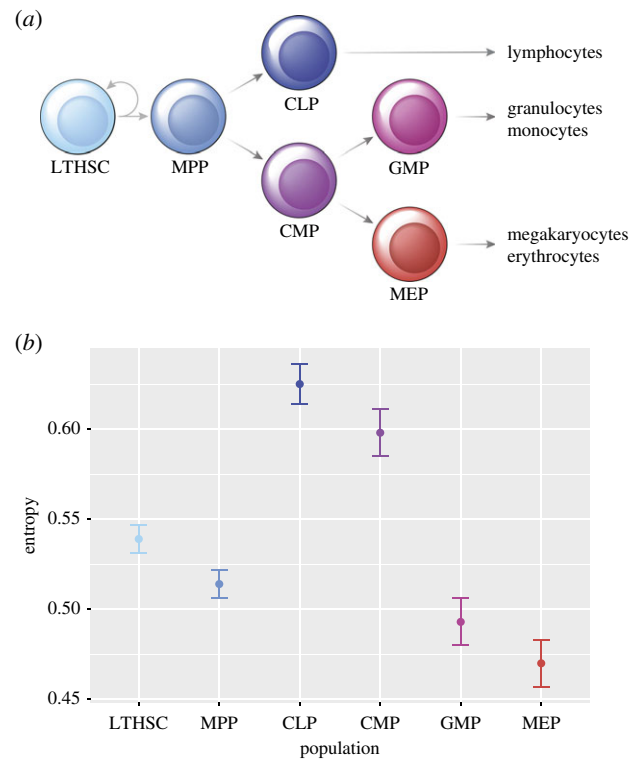 (a)
lymphocytes
CLP
granulocytes
monocytes
LTHSC
MPP
GMP
CMP
megakaryocytes
erythrocytes
MEP
(b)
0.60
0.55
0.50
0.45
entropy
LTHSC MPP CLP CMP GMP MEP
population